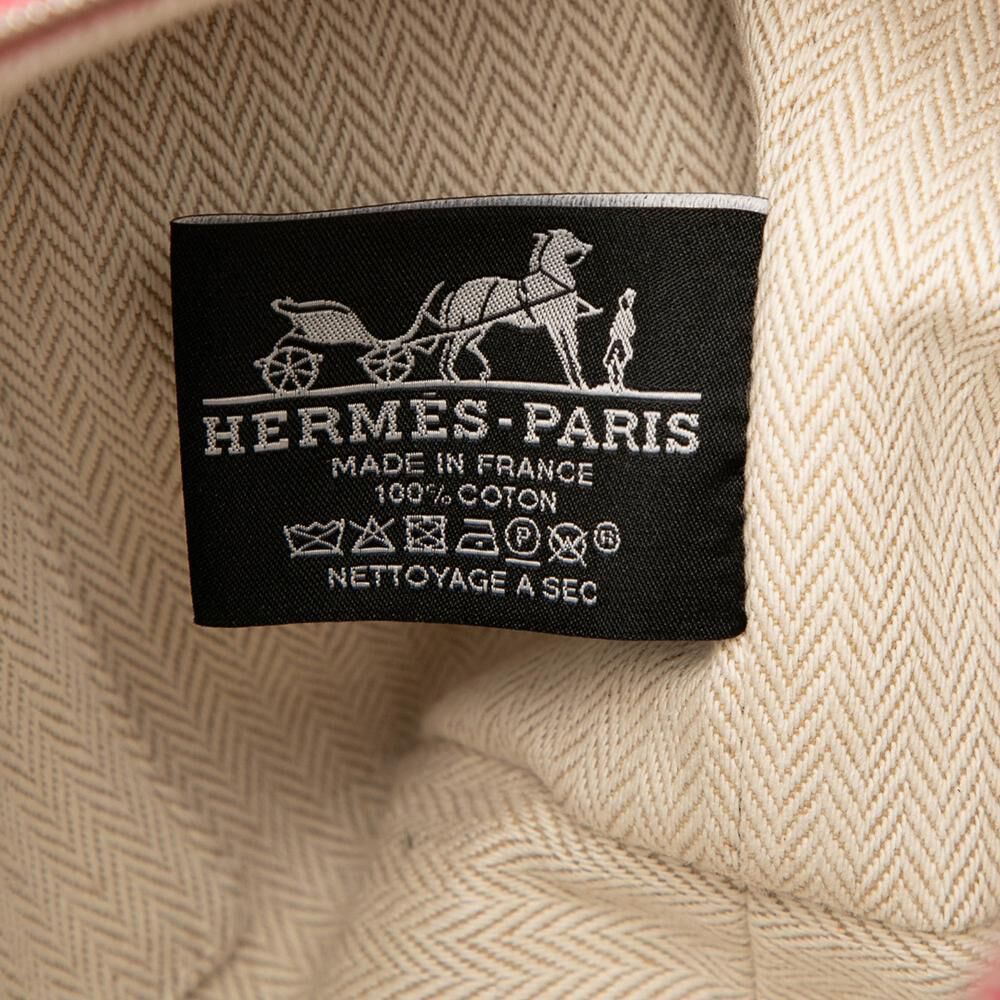 HERMÈS-PARIS
MADE IN FRANCE
100% COTON
P W ®
NETTOYAGE A SEC